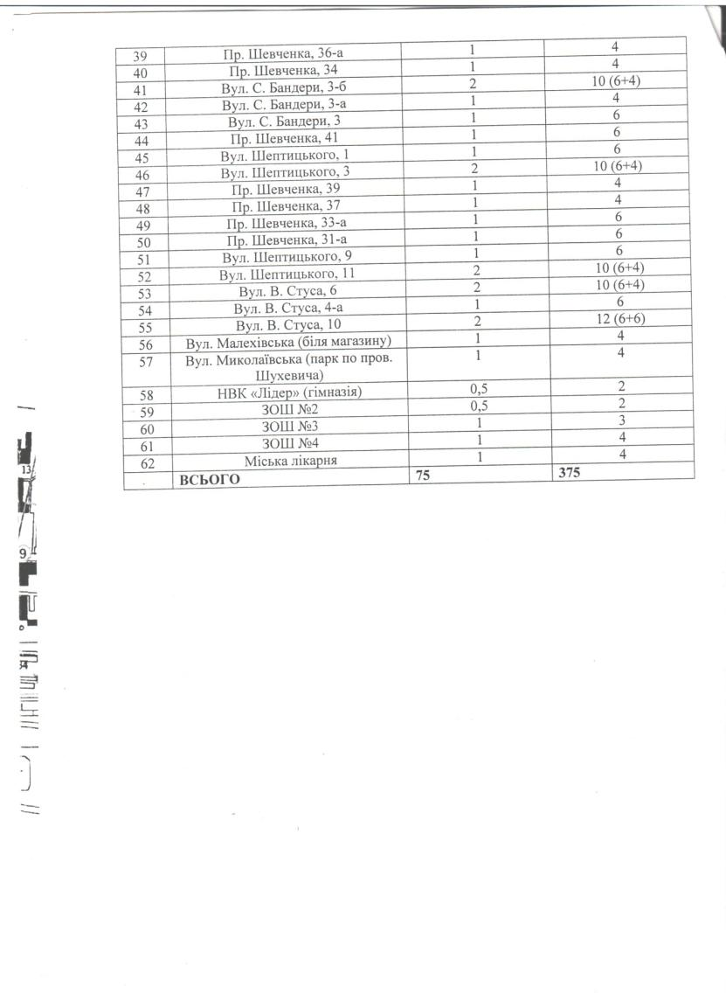 39 Пр. Шевченка, 36-а 1 4
40 Пр. Шевченка, 34 1 4
41 Вул. С. Бандери, 3-б 2 10 (6+4)
42 Вул. С. Бандери, 3-а 1 4
43 Вул. С. Бандери, 3 1 6
44 Пр. Шевченка, 41 1 6
45 Вул. Шептицького, 1 1 6
46 Вул. Шептицького, 3 2 10 (6+4)
47 Пр. Шевченка, 39 1 4
48 Пр. Шевченка, 37 1 4
49 Пр. Шевченка, 33-а 1 6
50 Пр. Шевченка, 31-а 1 6
51 Вул. Шептицького, 9 1 6
52 Вул. Шептицького, 11 2 10 (6+4)
53 Вул. В. Стуса, 6 2 10 (6+4)
54 Вул. В. Стуса, 4-а 1 6
55 Вул. В. Стуса, 10 2 12 (6+6)
56 Вул. Малехівська (біля магазину) 1 4
57 Вул. Миколаївська (парк по пров. 1 4
Шухевича)
58 НВК «Лідер» (гімназія) 0,5 2
59 ЗОШ №2 0,5 2
60 ЗОШ №3 1 3
61 ЗОШ №4 1 4
62 Міська лікарня 1 4
ВСЬОГО 75 375
13
9